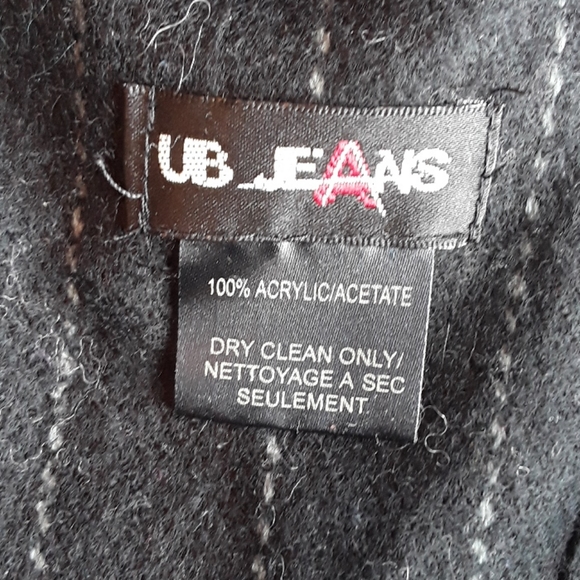 UB JEANS
100% ACRYLIC/ACETATE
DRY CLEAN ONLY/
NETTOYAGE A SEC
SEULEMENT